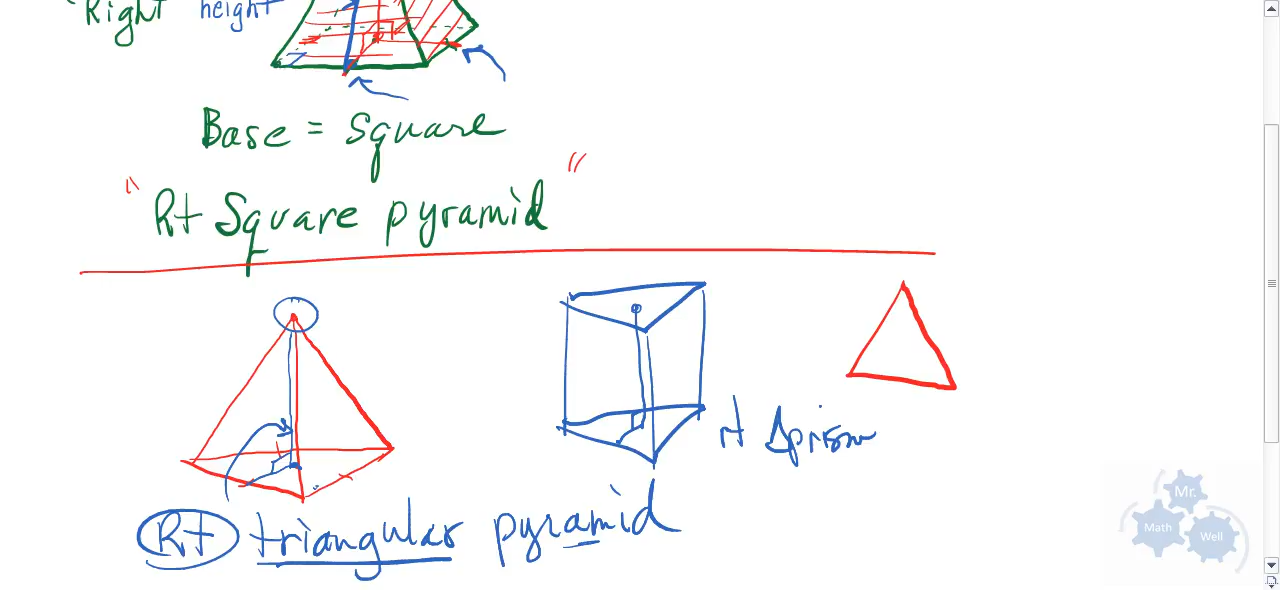 "Right height
Base = Square
"Rt Square pyramid"
rt Δ prism
Rt triangular pyramid
Mr.
Math
Well